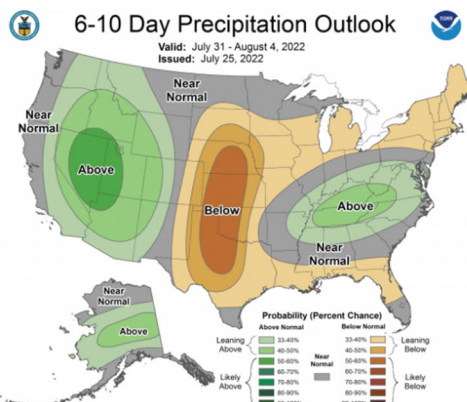 6-10 Day Precipitation Outlook
Valid: July 31 - August 4, 2022
Issued: July 25, 2022
Near
Normal
Near
Normal
Above
Below
Above
Near
Normal
Near
Normal
Above
Probability (Percent Chance)
Above Normal
Below Normal
Leaning
Above
33-40%
40-50%
50-60%
60-70%
70-80%
80-90%
Likely
Above
Near
Normal
33-40%
40-50%
50-60%
60-70%
70-80%
80-90%
Leaning
Below
Likely
Below